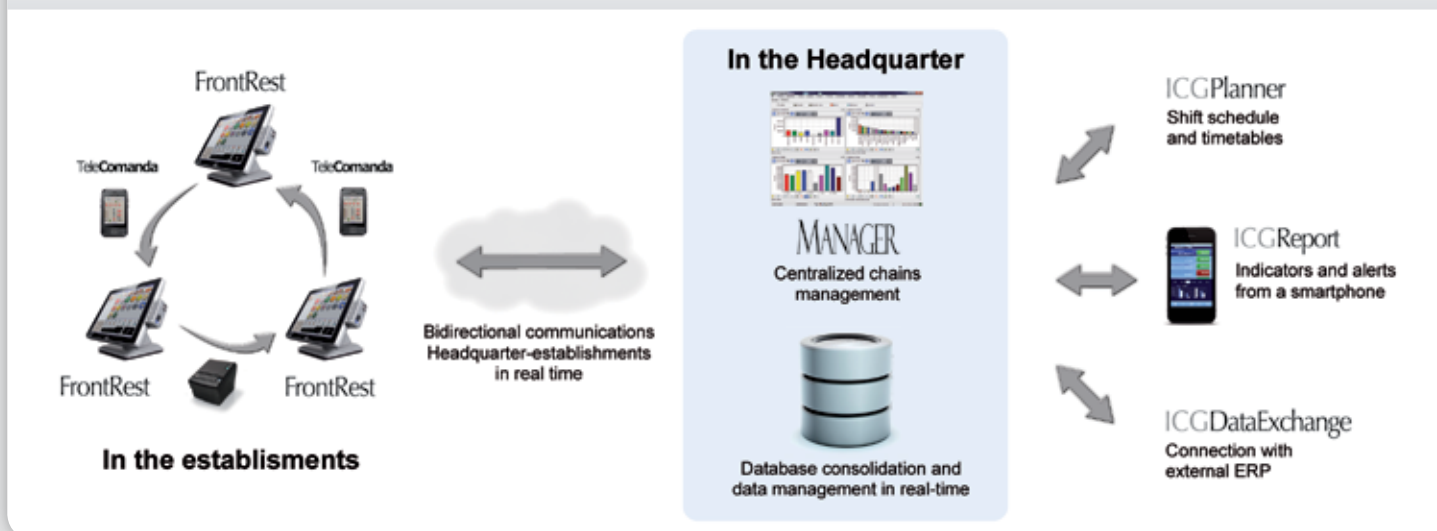 FrontRest
TeleComanda
TeleComanda
FrontRest
FrontRest
In the establisments
Bidirectional communications
Headquarter-establishments
in real time
In the Headquarter
MANAGER
Centralized chains
management
Database consolidation and
data management in real-time
ICGPlanner
Shift schedule
and timetables
ICGReport
Indicators and alerts
from a smartphone
ICGDataExchange
Connection with
external ERP